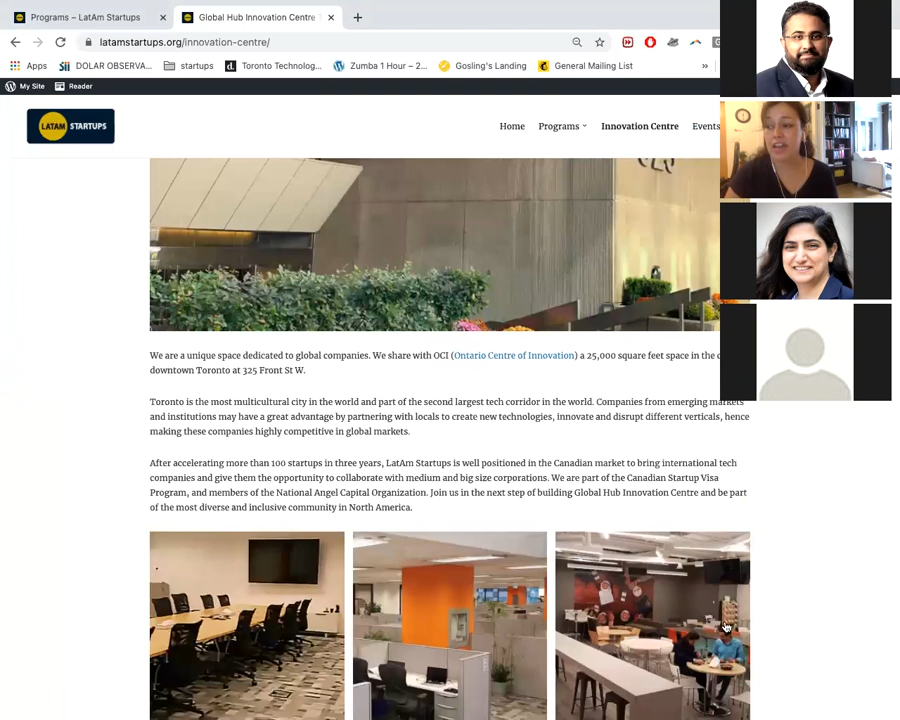 Programs – LatAm Startups
Global Hub Innovation Centre
latamstartups.org/innovation-centre/
Apps
DOLAR OBSERVA...
startups
Toronto Technolog...
Zumba 1 Hour – 2...
Gosling's Landing
General Mailing List
»
My Site
Reader
LATAM STARTUPS
Home
Programs
Innovation Centre
Events
We are a unique space dedicated to global companies. We share with OCI (Ontario Centre of Innovation) a 25,000 square feet space in the
downtown Toronto at 325 Front St W.
Toronto is the most multicultural city in the world and part of the second largest tech corridor in the world. Companies from emerging markets
and institutions may have a great advantage by partnering with locals to create new technologies, innovate and disrupt different verticals, hence
making these companies highly competitive in global markets.
After accelerating more than 100 startups in three years, LatAm Startups is well positioned in the Canadian market to bring international tech
companies and give them the opportunity to collaborate with medium and big size corporations. We are part of the Canadian Startup Visa
Program, and members of the National Angel Capital Organization. Join us in the next step of building Global Hub Innovation Centre and be part
of the most diverse and inclusive community in North America.